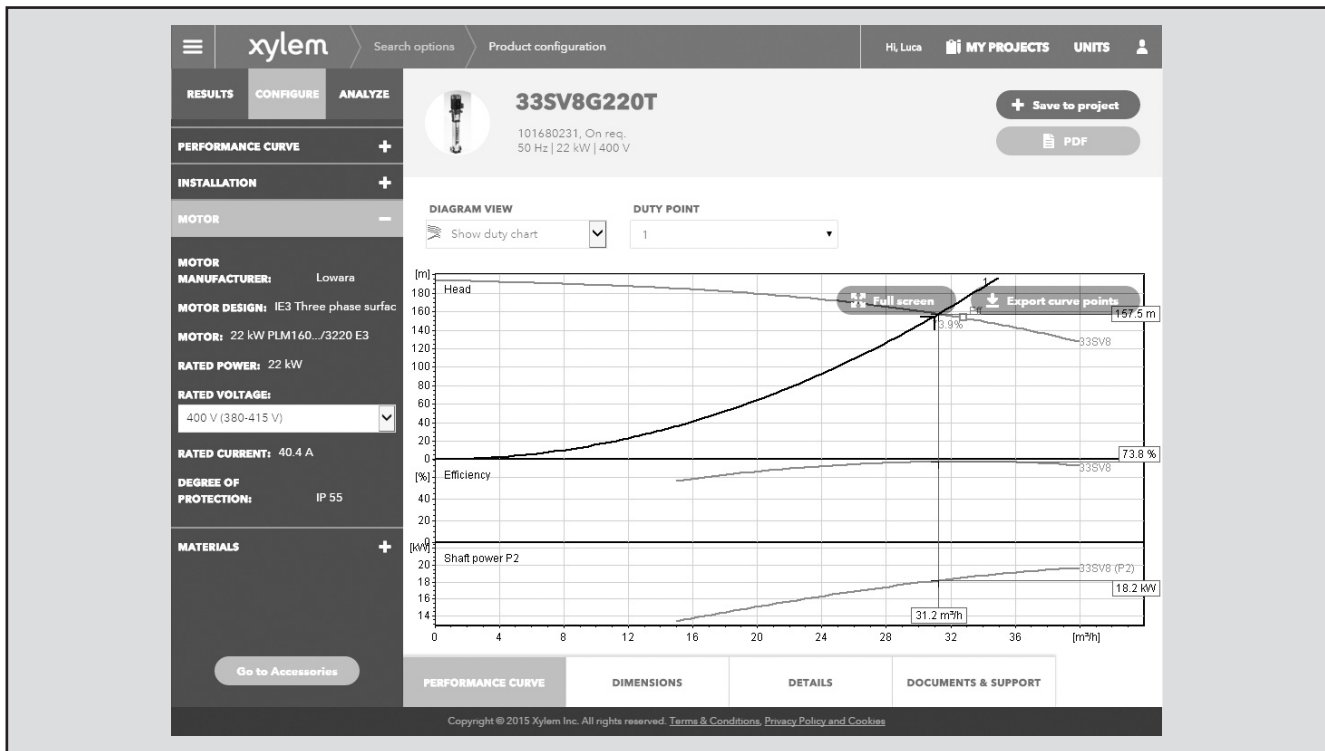 xylem Search options Product configuration Hi, Luca MY PROJECTS UNITS
RESULTS CONFIGURE ANALYZE
33SV8G220T
101680231, On req.
50 Hz | 22 kW | 400 V
+ Save to project
PDF
PERFORMANCE CURVE +
INSTALLATION +
MOTOR −
MOTOR
MANUFACTURER: Lowara
MOTOR DESIGN: IE3 Three phase surfac
MOTOR: 22 kW PLM160.../3220 E3
RATED POWER: 22 kW
RATED VOLTAGE:
400 V (380-415 V)
RATED CURRENT: 40.4 A
DEGREE OF
PROTECTION: IP 55
MATERIALS +
Go to Accessories
DIAGRAM VIEW DUTY POINT
Show duty chart 1
[m]
Head
180
160
140
120
100
80
60
40
20
0
1
Full screen Export curve points
Eff
157.5 m
3.9%
33SV8
73.8 %
33SV8
[%] Efficiency
40
20
0
[kW]
Shaft power P2
20
18
16
14
33SV8 (P2)
18.2 kW
31.2 m³/h
0 4 8 12 16 20 24 28 32 36 [m³/h]
PERFORMANCE CURVE DIMENSIONS DETAILS DOCUMENTS & SUPPORT
Copyright © 2015 Xylem Inc. All rights reserved. Terms & Conditions, Privacy Policy and Cookies